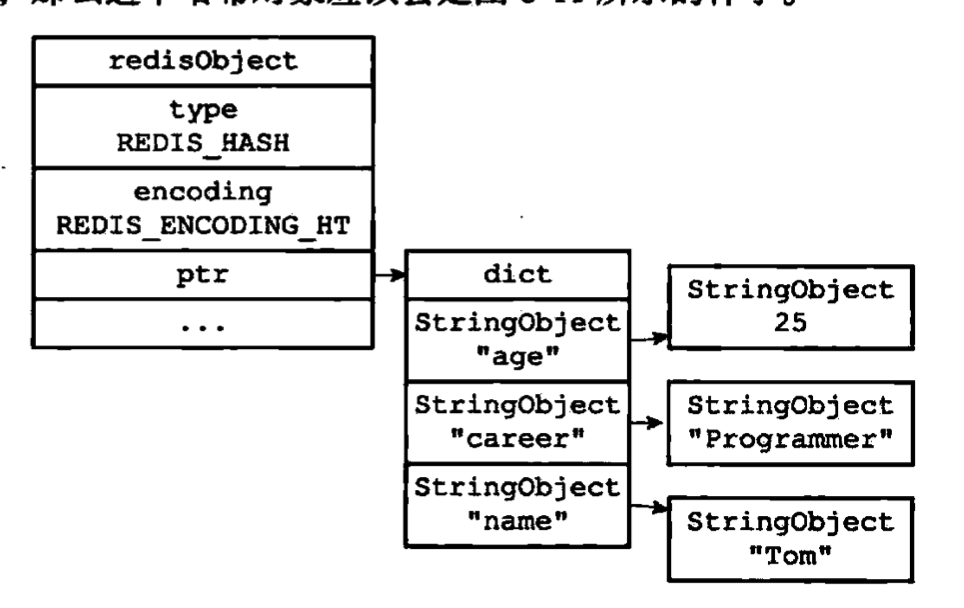 redisObject
type
REDIS_HASH
encoding
REDIS_ENCODING_HT
ptr
...
dict
StringObject
"age"
StringObject
"career"
StringObject
"name"
StringObject
25
StringObject
"Programmer"
StringObject
"Tom"